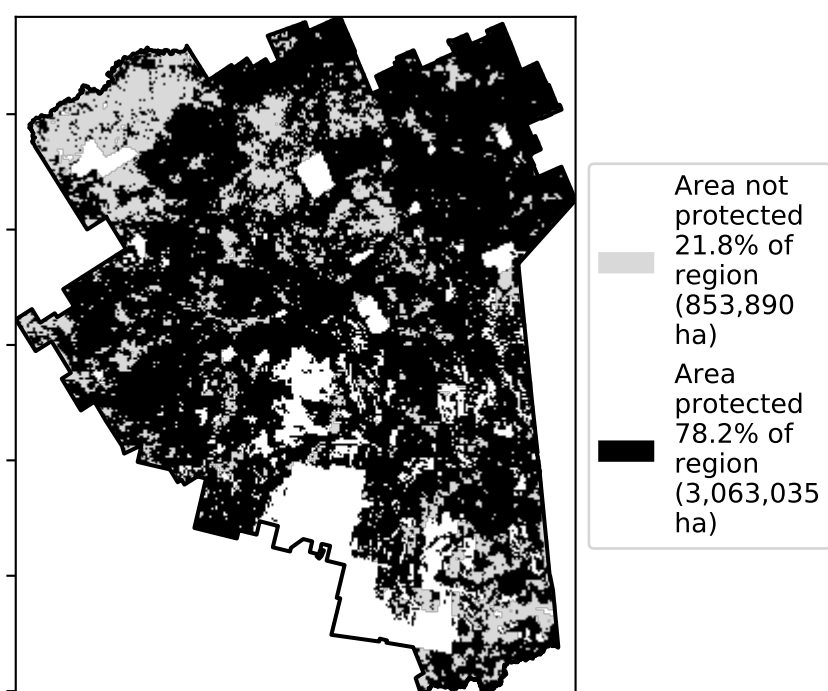 Area not
protected
21.8% of
region
(853,890
ha)
Area
protected
78.2% of
region
(3,063,035
ha)